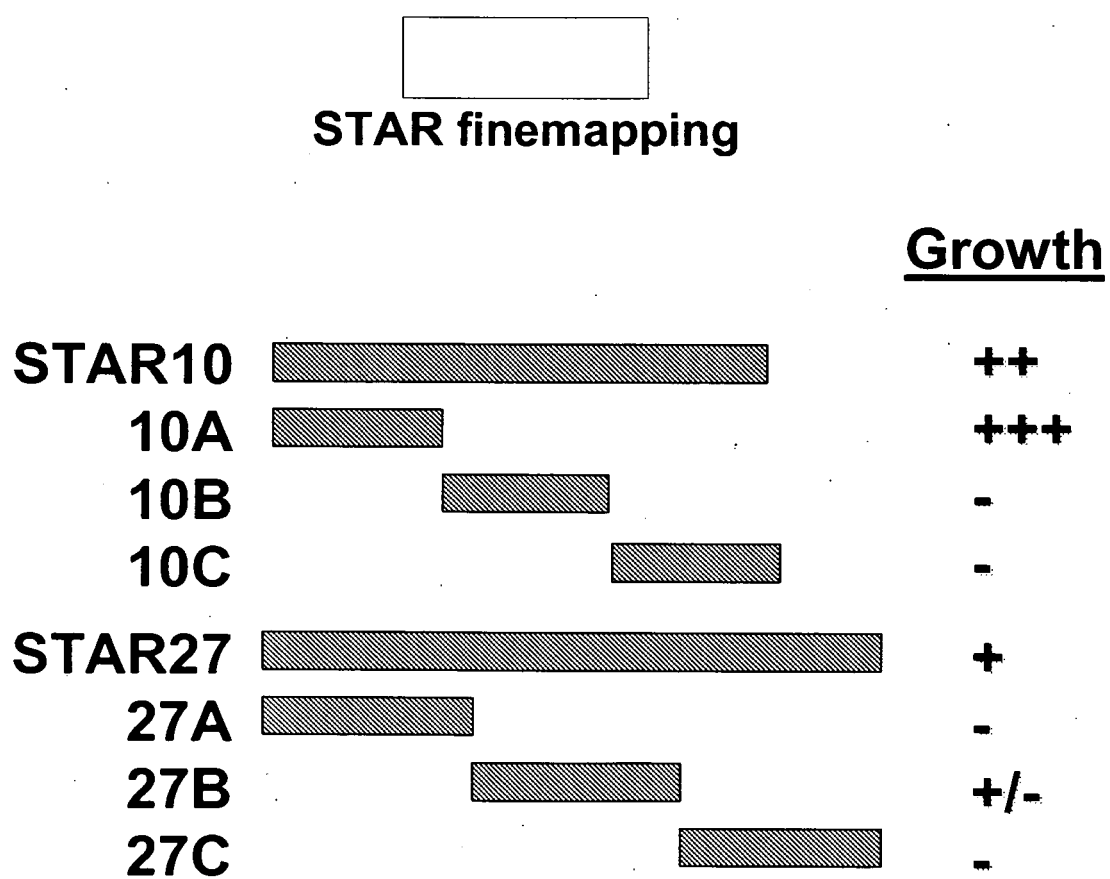 STAR finemapping
Growth
STAR10 ++
10A +++
10B -
10C -
STAR27 +
27A -
27B +/-
27C -